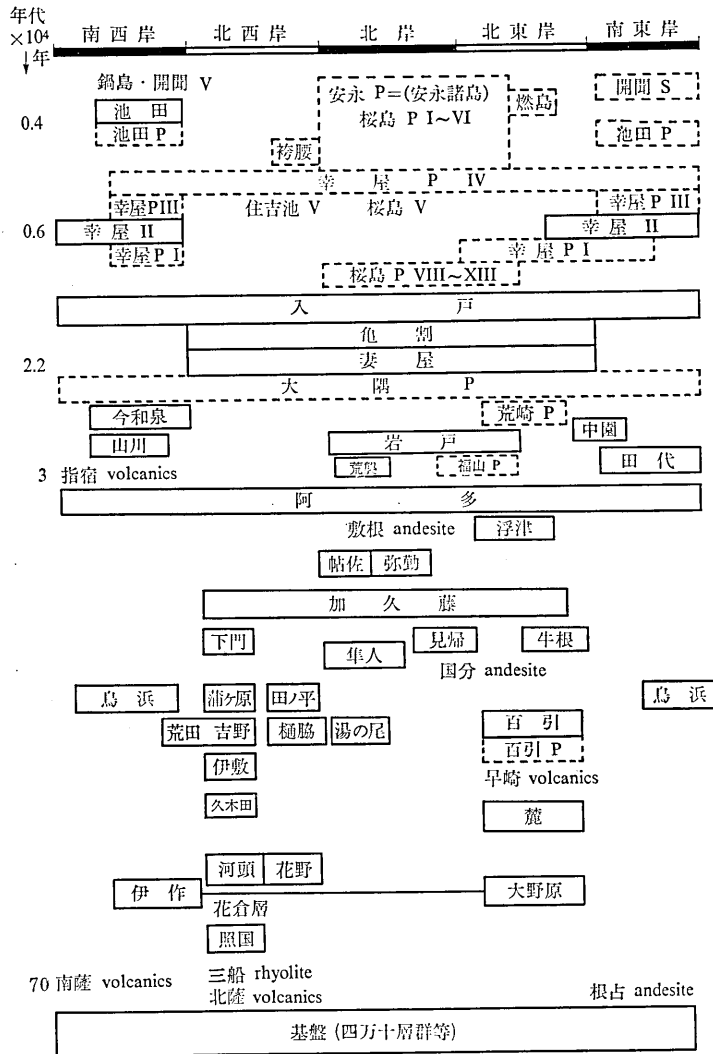 年代
×10⁴
↓年
南西岸 北西岸 北岸 北東岸 南東岸
鍋島・開聞 V
安永 P=(安永諸島)
桜島 P I~VI
燃島
開聞 S
0.4
池田
池田 P
池田 P
袴腰
幸屋 P IV
幸屋PIII
住吉池 V 桜島 V
幸屋 P III
0.6
幸屋 II
幸屋 II
幸屋 P I
幸屋 P I
桜島 P VIII~XIII
入戸
亀割
2.2
妻屋
大隅 P
今和泉
荒崎 P
中園
山川
岩戸
田代
福山 P
3 指宿 volcanics
阿多
敷根 andesite
浮津
帖佐 弥勤
加久藤
下門
隼人
見帰
牛根
国分 andesite
鳥浜
蒲ケ原 田ノ平
鳥浜
荒田 吉野
樋脇 湯の尾
百引
百引 P
伊敷
早崎 volcanics
久木田
麓
河頭 花野
伊作
大野原
花倉層
照国
70 南薩 volcanics
三船 rhyolite
北薩 volcanics
根占 andesite
基盤 (四万十層群等)